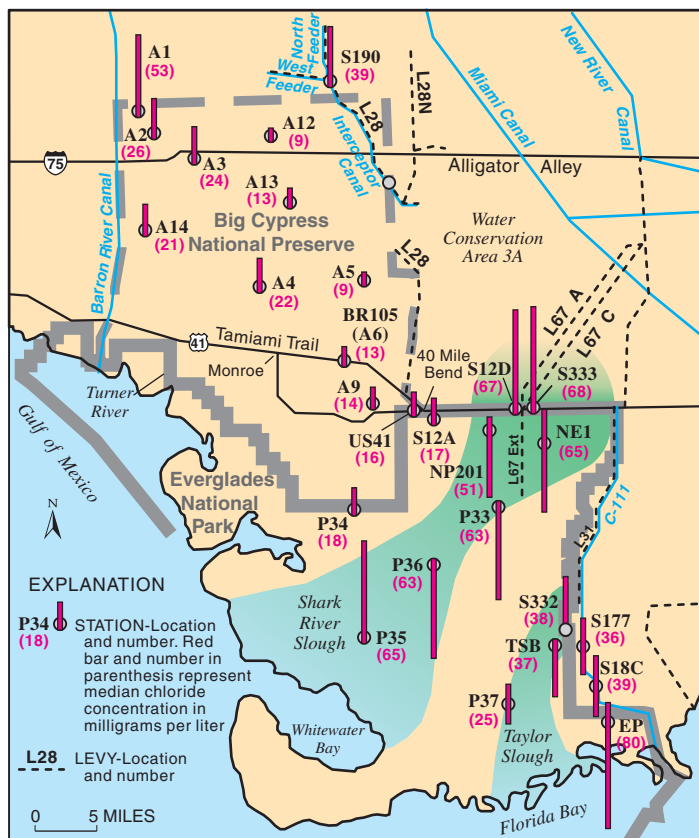 A1
(53)
North
Feeder
West
Feeder
S190
(39)
L28
L28N
Interceptor
Canal
Miami Canal
New River
Canal
A2
(26)
A12
(9)
75
A3
(24)
Alligator Alley
A13
(13)
Barron River Canal
A14
(21)
Big Cypress
National Preserve
Water
Conservation
Area 3A
L28
A4
(22)
A5
(9)
L67 A
L67 C
BR105
(A6)
(13)
41
Tamiami Trail
Monroe
40 Mile
Bend
S12D
(67)
S333
(68)
Turner
River
A9
(14)
US41
(16)
S12A
(17)
NP201
(51)
L67 Ext
NE1
(65)
Gulf of Mexico
Everglades
National
Park
N
P34
(18)
P33
(63)
C-111
L31
P36
(63)
EXPLANATION
P34
(18)
STATION-Location
and number. Red
bar and number in
parenthesis represent
median chloride
concentration in
milligrams per liter
L28
LEVY-Location
and number
0 5 MILES
Shark
River
Slough
P35
(65)
S332
(38)
TSB
(37)
S177
(36)
S18C
(39)
P37
(25)
EP
(80)
Taylor
Slough
Whitewater
Bay
Florida Bay